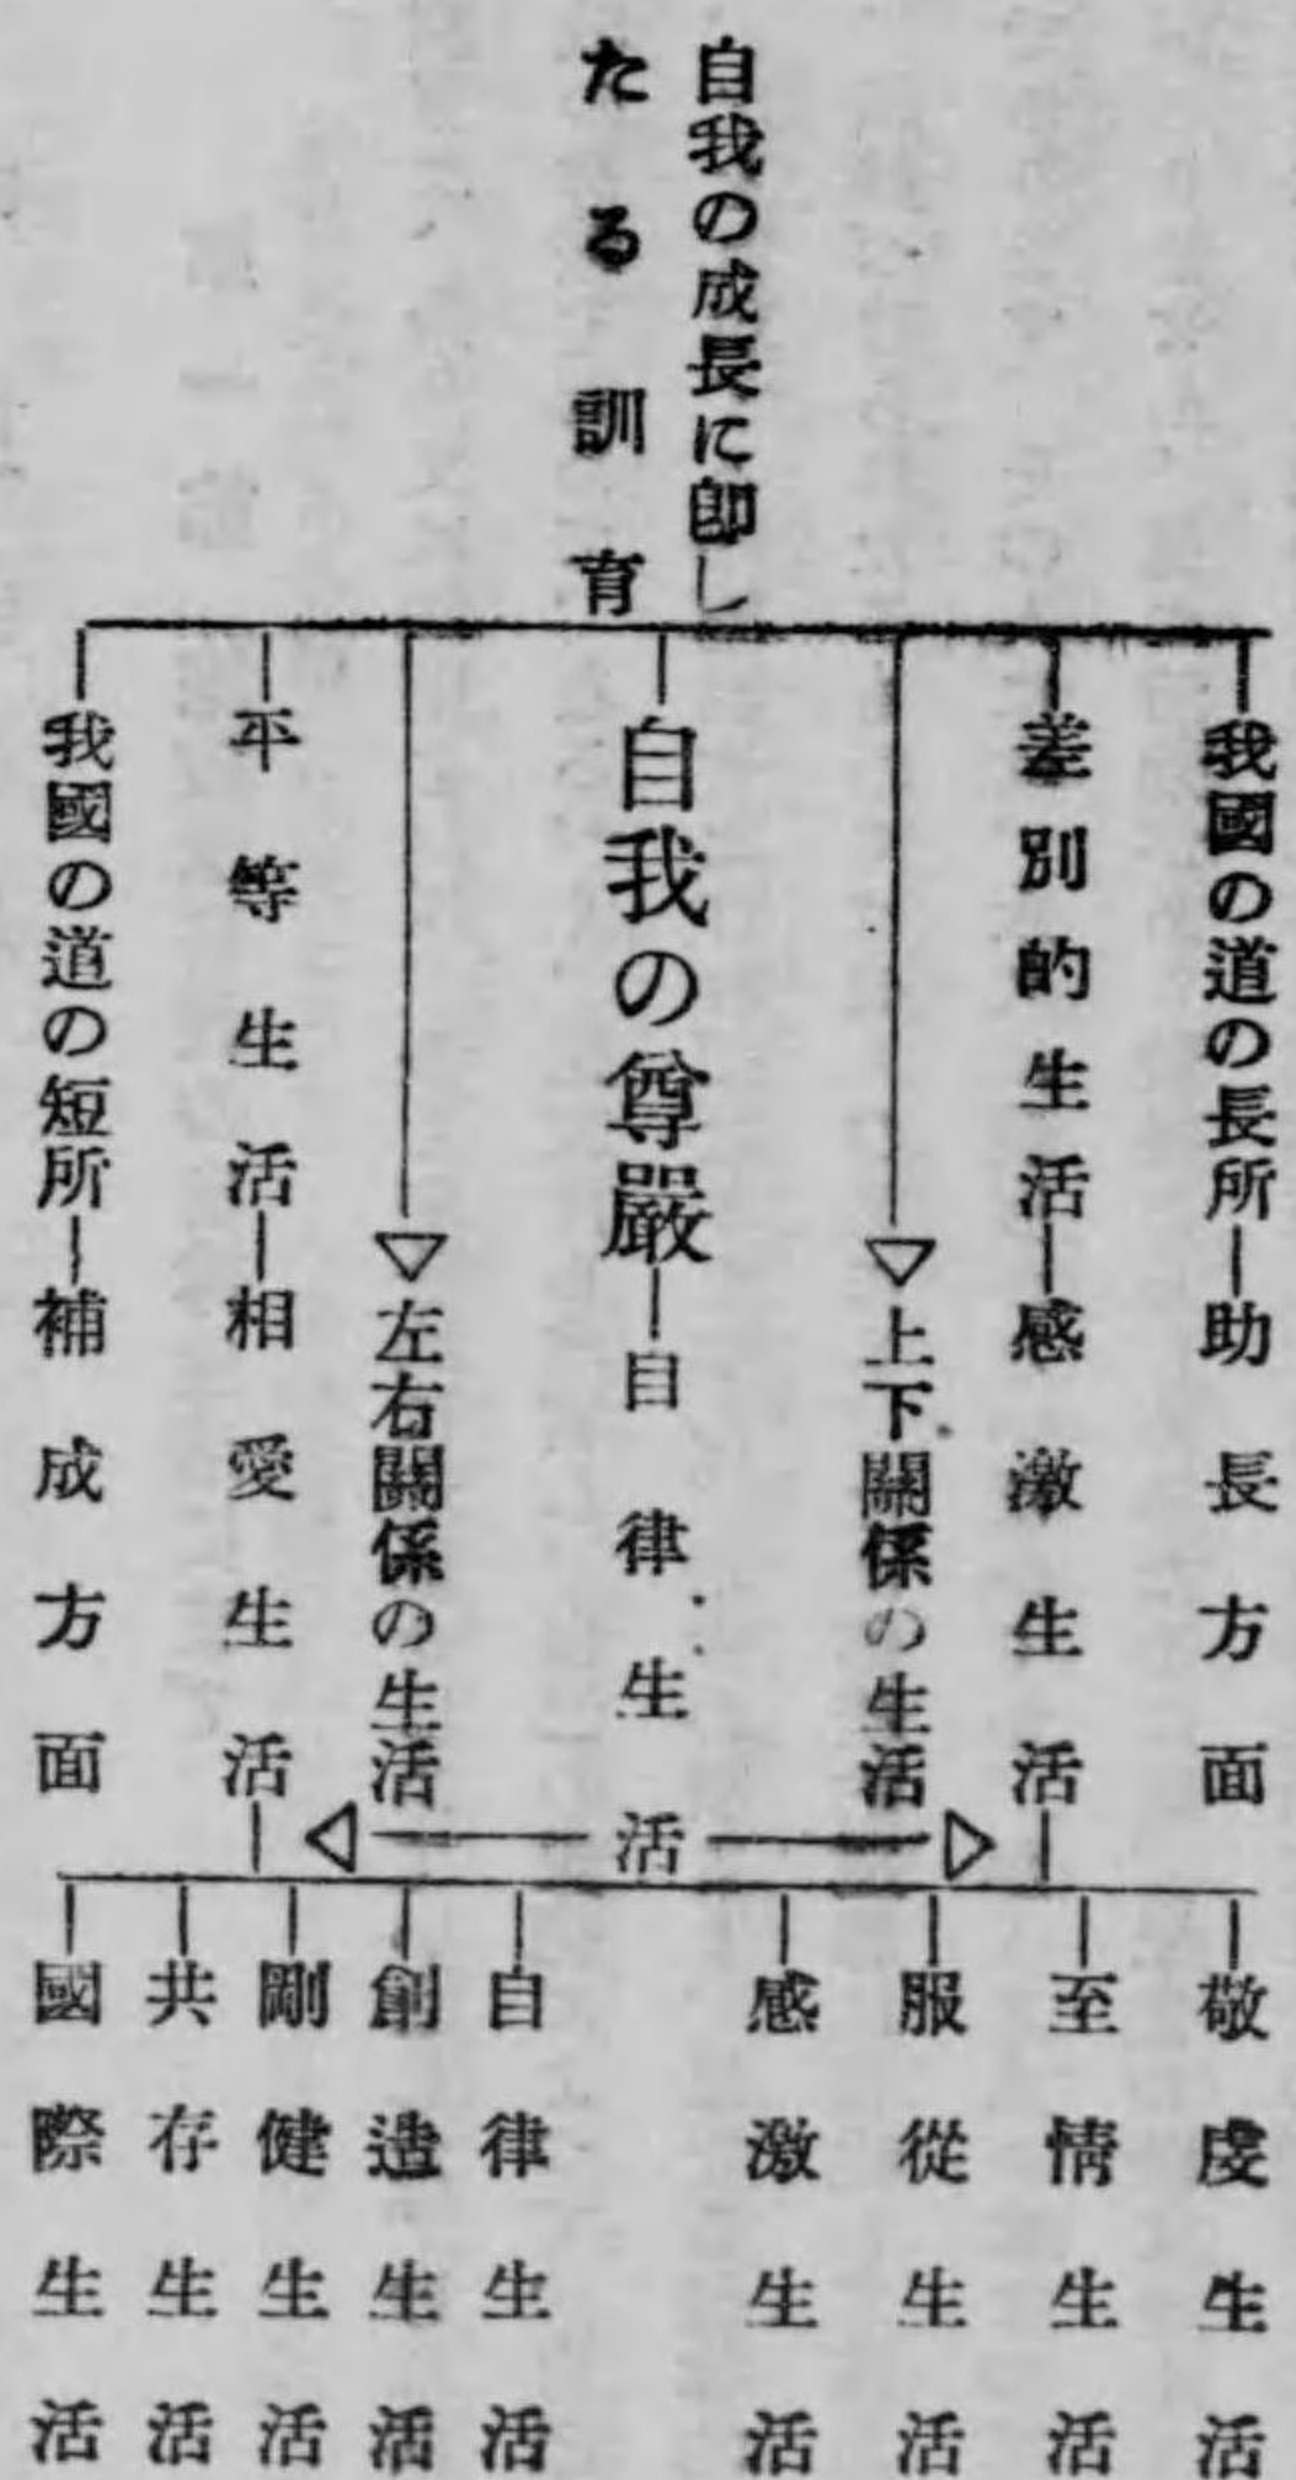 自我の成長に卽し
たる訓育
我國の道の長所―助長方面
差別的生活―感激生活
上下關係の生活
自我の尊嚴―自律生活
左右關係の生活
平等生活―相愛生活
我國の道の短所―補成方面
敬虔生活
至情生活
服從生活
感激生活
自律生活
創造生活
剛健生活
共存生活
國際生活